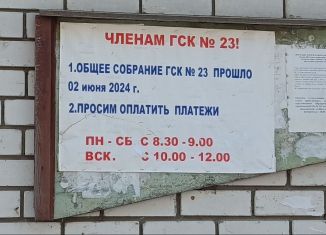 ЧЛЕНАМ ГСК № 23!
1.ОБЩЕЕ СОБРАНИЕ ГСК № 23 ПРОШЛО
02 июня 2024 г.
2.ПРОСИМ ОПЛАТИТЬ ПЛАТЕЖИ
ПН - СБ С 8.30 - 9.00
ВСК. С 10.00 - 12.00